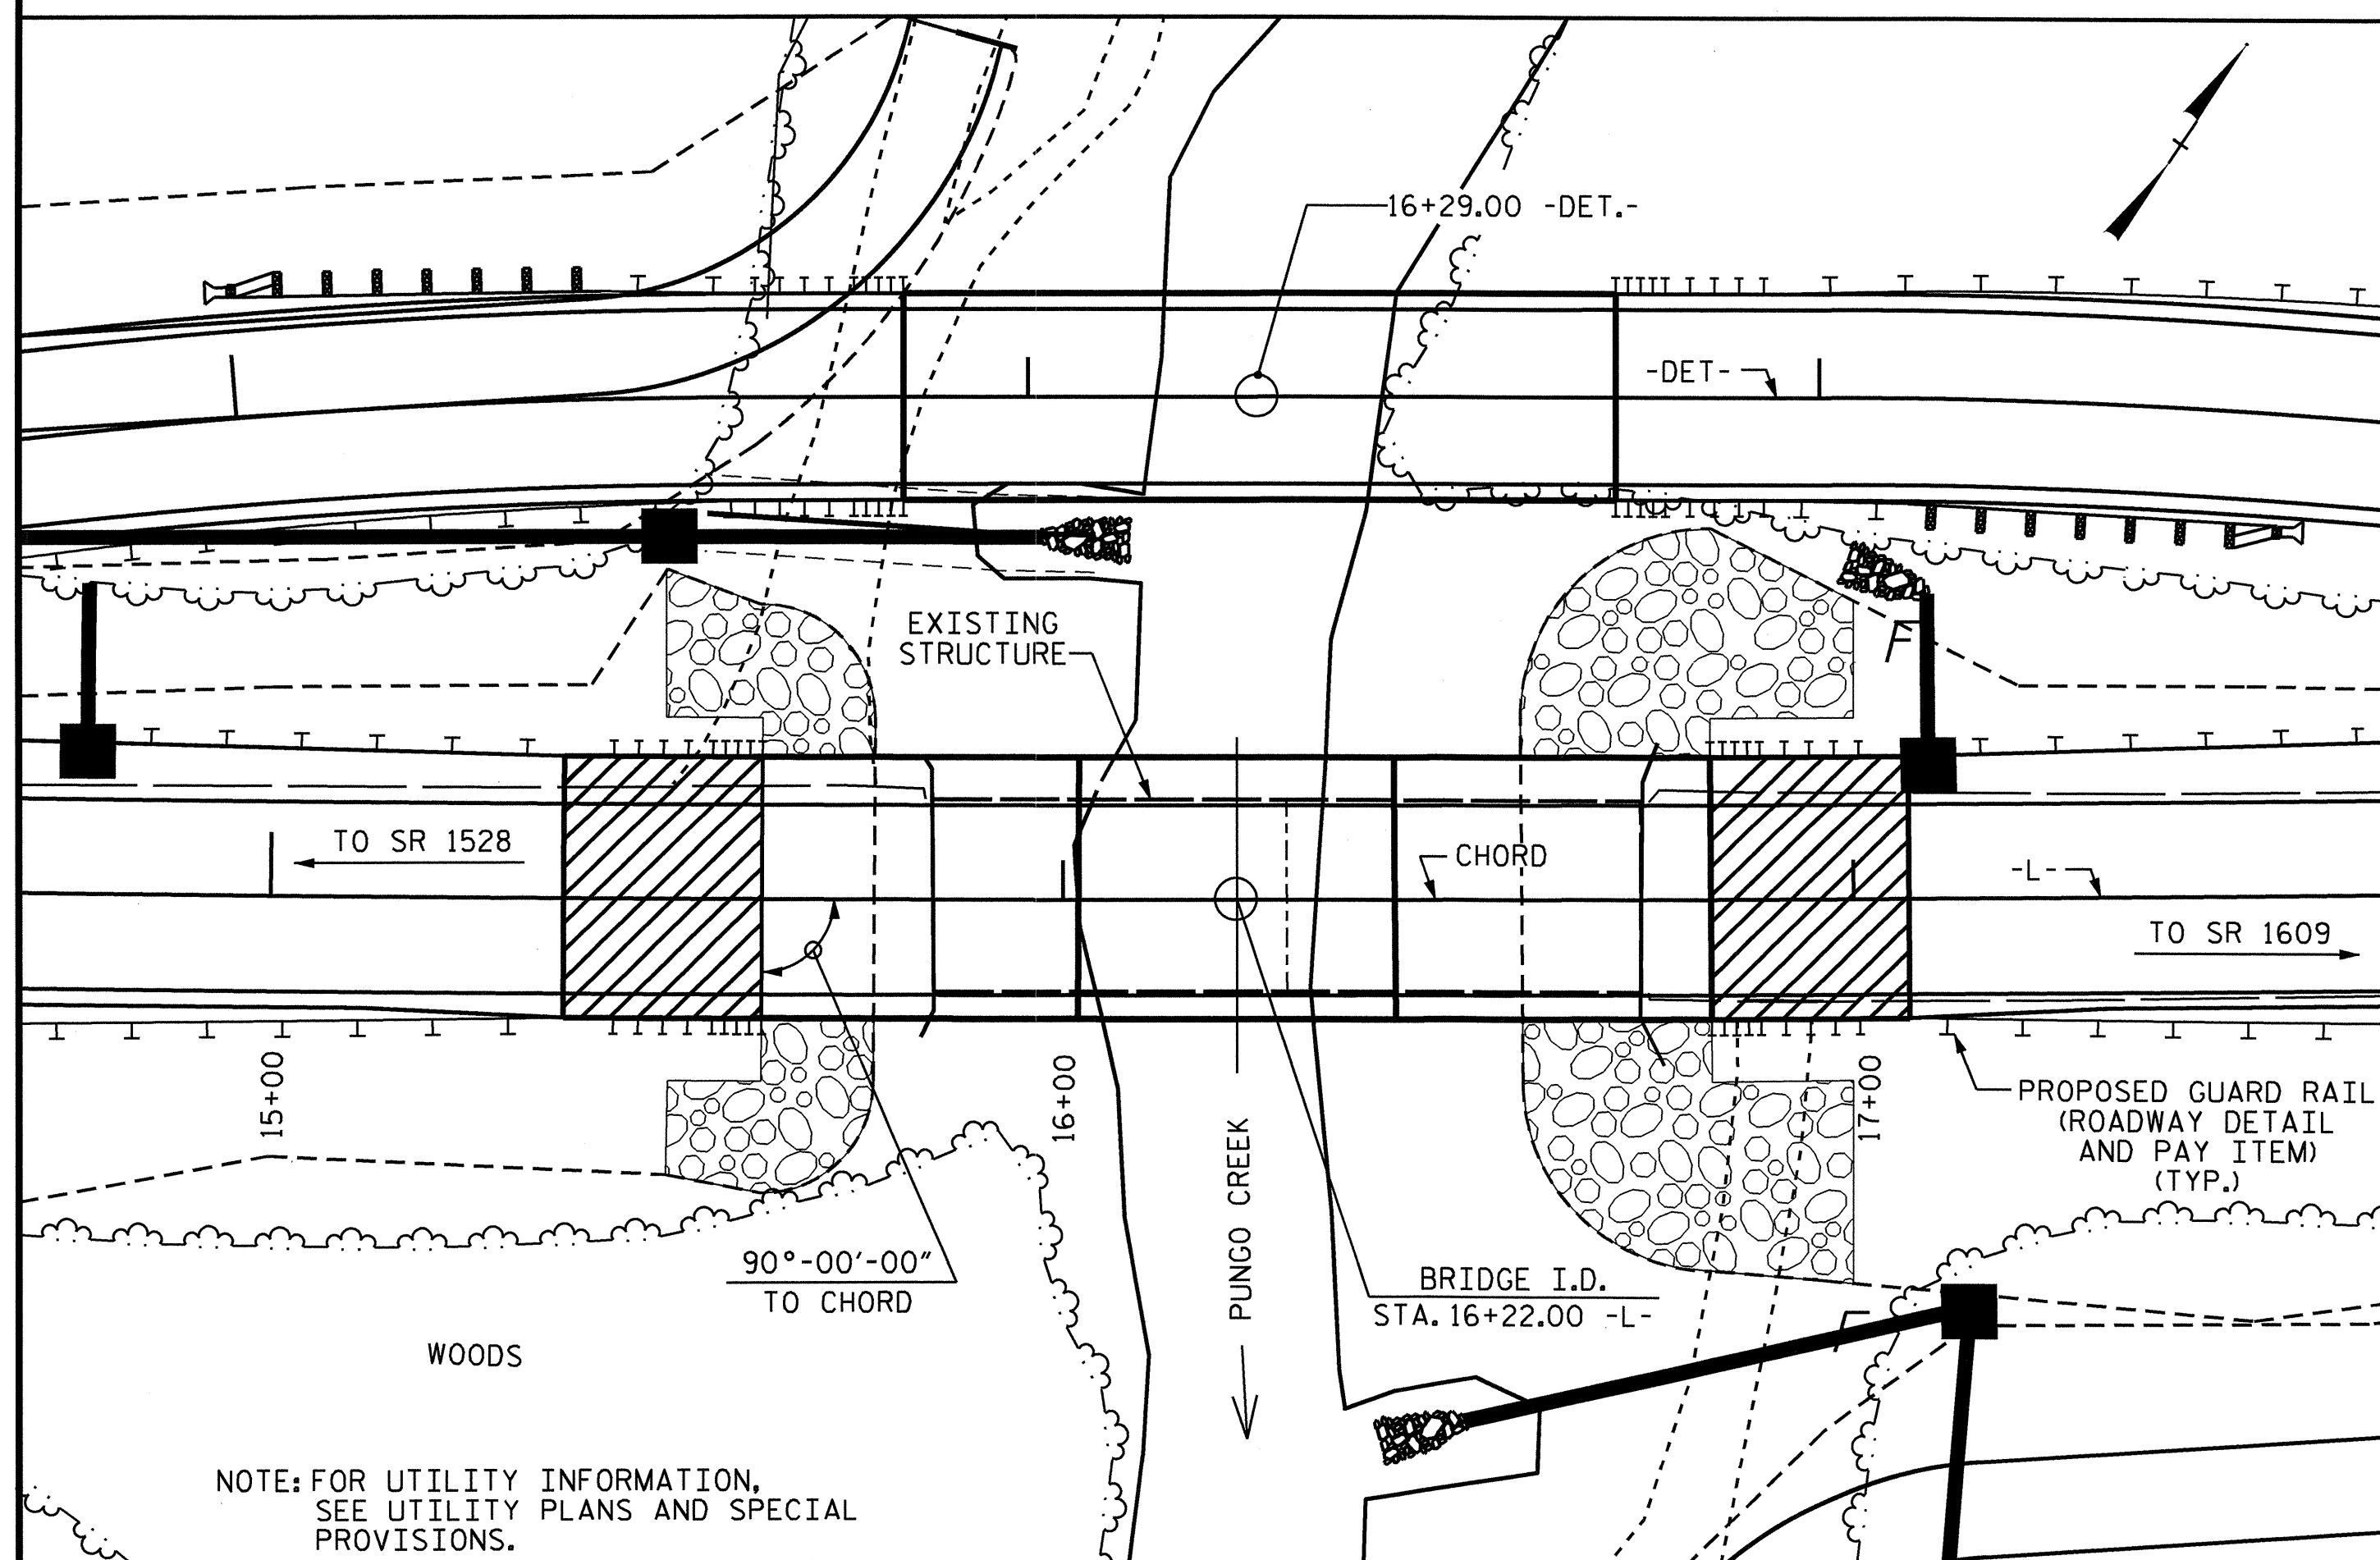 16+29.00 -DET.-
-DET-
EXISTING
STRUCTURE
TO SR 1528
CHORD
-L-
TO SR 1609
15+00
16+00
17+00
PROPOSED GUARD RAIL
(ROADWAY DETAIL
AND PAY ITEM)
(TYP.)
PUNGO CREEK
90°-00'-00"
TO CHORD
BRIDGE I.D.
STA. 16+22.00 -L-
WOODS
NOTE: FOR UTILITY INFORMATION,
SEE UTILITY PLANS AND SPECIAL
PROVISIONS.